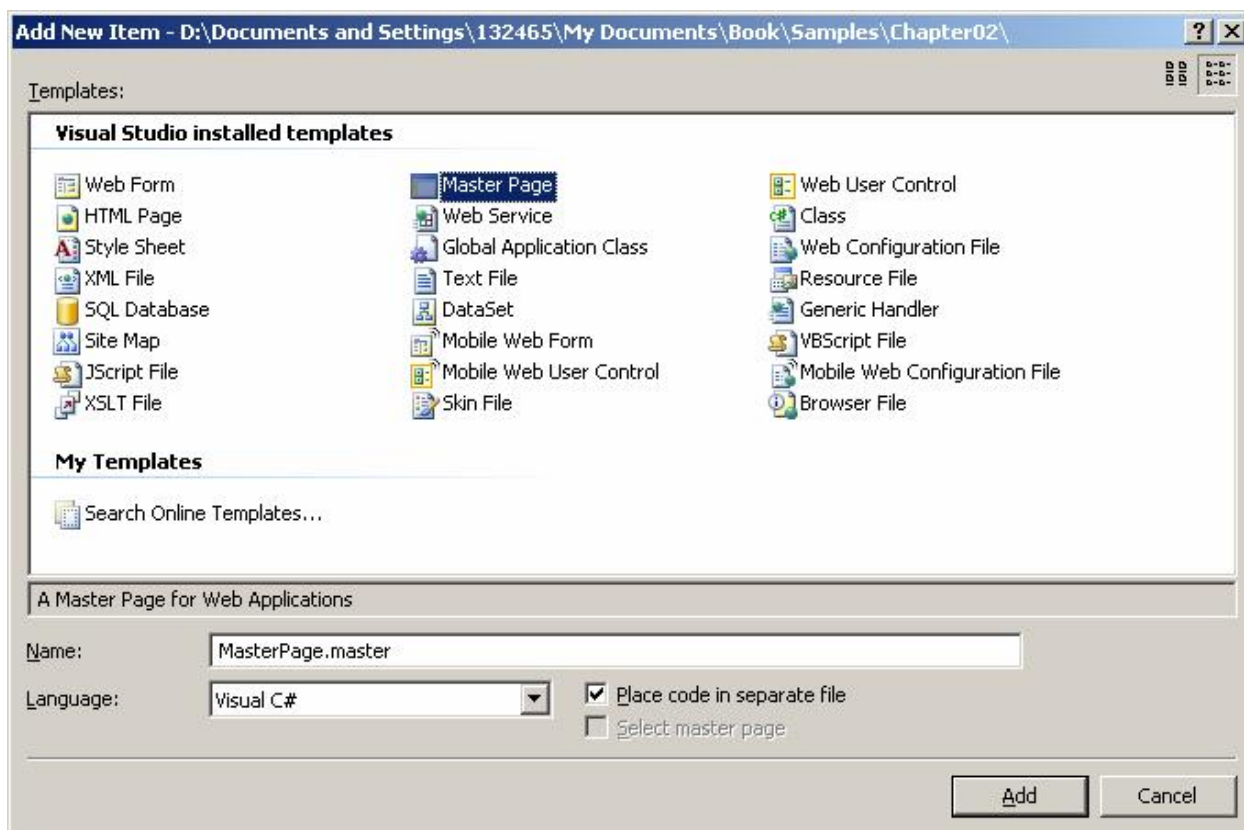 Add New Item - D:\Documents and Settings\132465\My Documents\Book\Samples\Chapter02\
Templates:
Visual Studio installed templates
Web Form
Master Page
Web User Control
HTML Page
Web Service
Class
Style Sheet
Global Application Class
Web Configuration File
XML File
Text File
Resource File
SQL Database
DataSet
Generic Handler
Site Map
Mobile Web Form
VBScript File
JScript File
Mobile Web User Control
Mobile Web Configuration File
XSLT File
Skin File
Browser File
My Templates
Search Online Templates...
A Master Page for Web Applications
Name: MasterPage.master
Language: Visual C#
Place code in separate file
Select master page
Add
Cancel